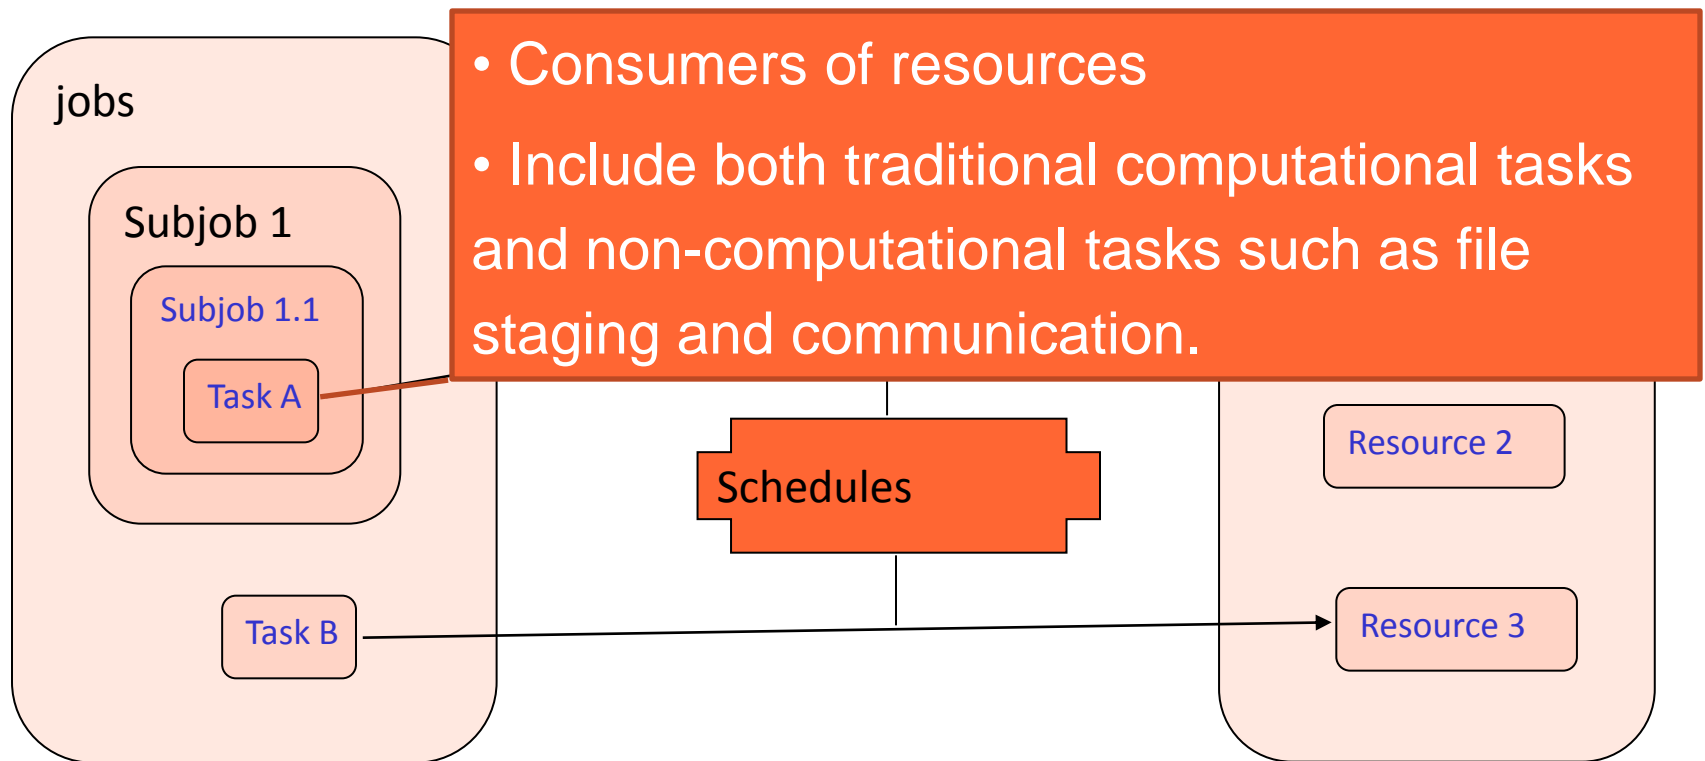 • Consumers of resources
• Include both traditional computational tasks
and non-computational tasks such as file
staging and communication.
jobs
Subjob 1
Subjob 1.1
Task A
Task B
Schedules
Resource 2
Resource 3